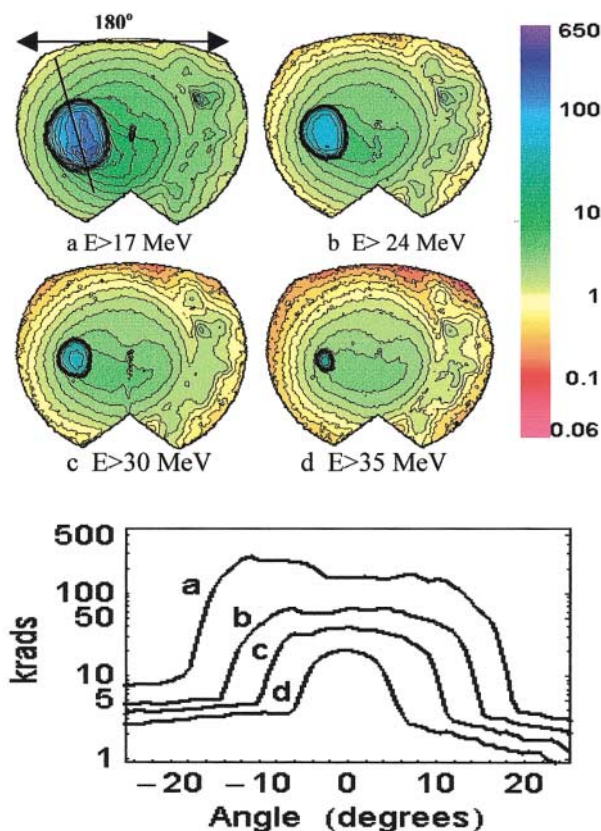 180°
650
100
10
1
0.1
0.06
a E>17 MeV
b E> 24 MeV
c E>30 MeV
d E>35 MeV
500
100
50
10
5
1
krads
a
b
c
d
−20 −10 0 10 20
Angle (degrees)